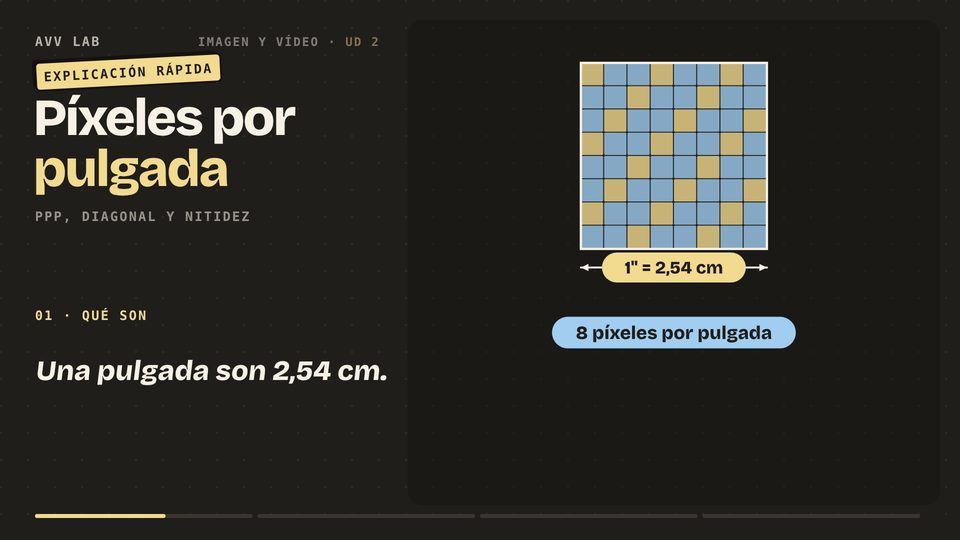 AVV LAB
IMAGEN Y VÍDEO · UD 2
EXPLICACIÓN RÁPIDA
Píxeles por
pulgada
PPP, DIAGONAL Y NITIDEZ
01 · QUÉ SON
Una pulgada son 2,54 cm.
1" = 2,54 cm
8 píxeles por pulgada